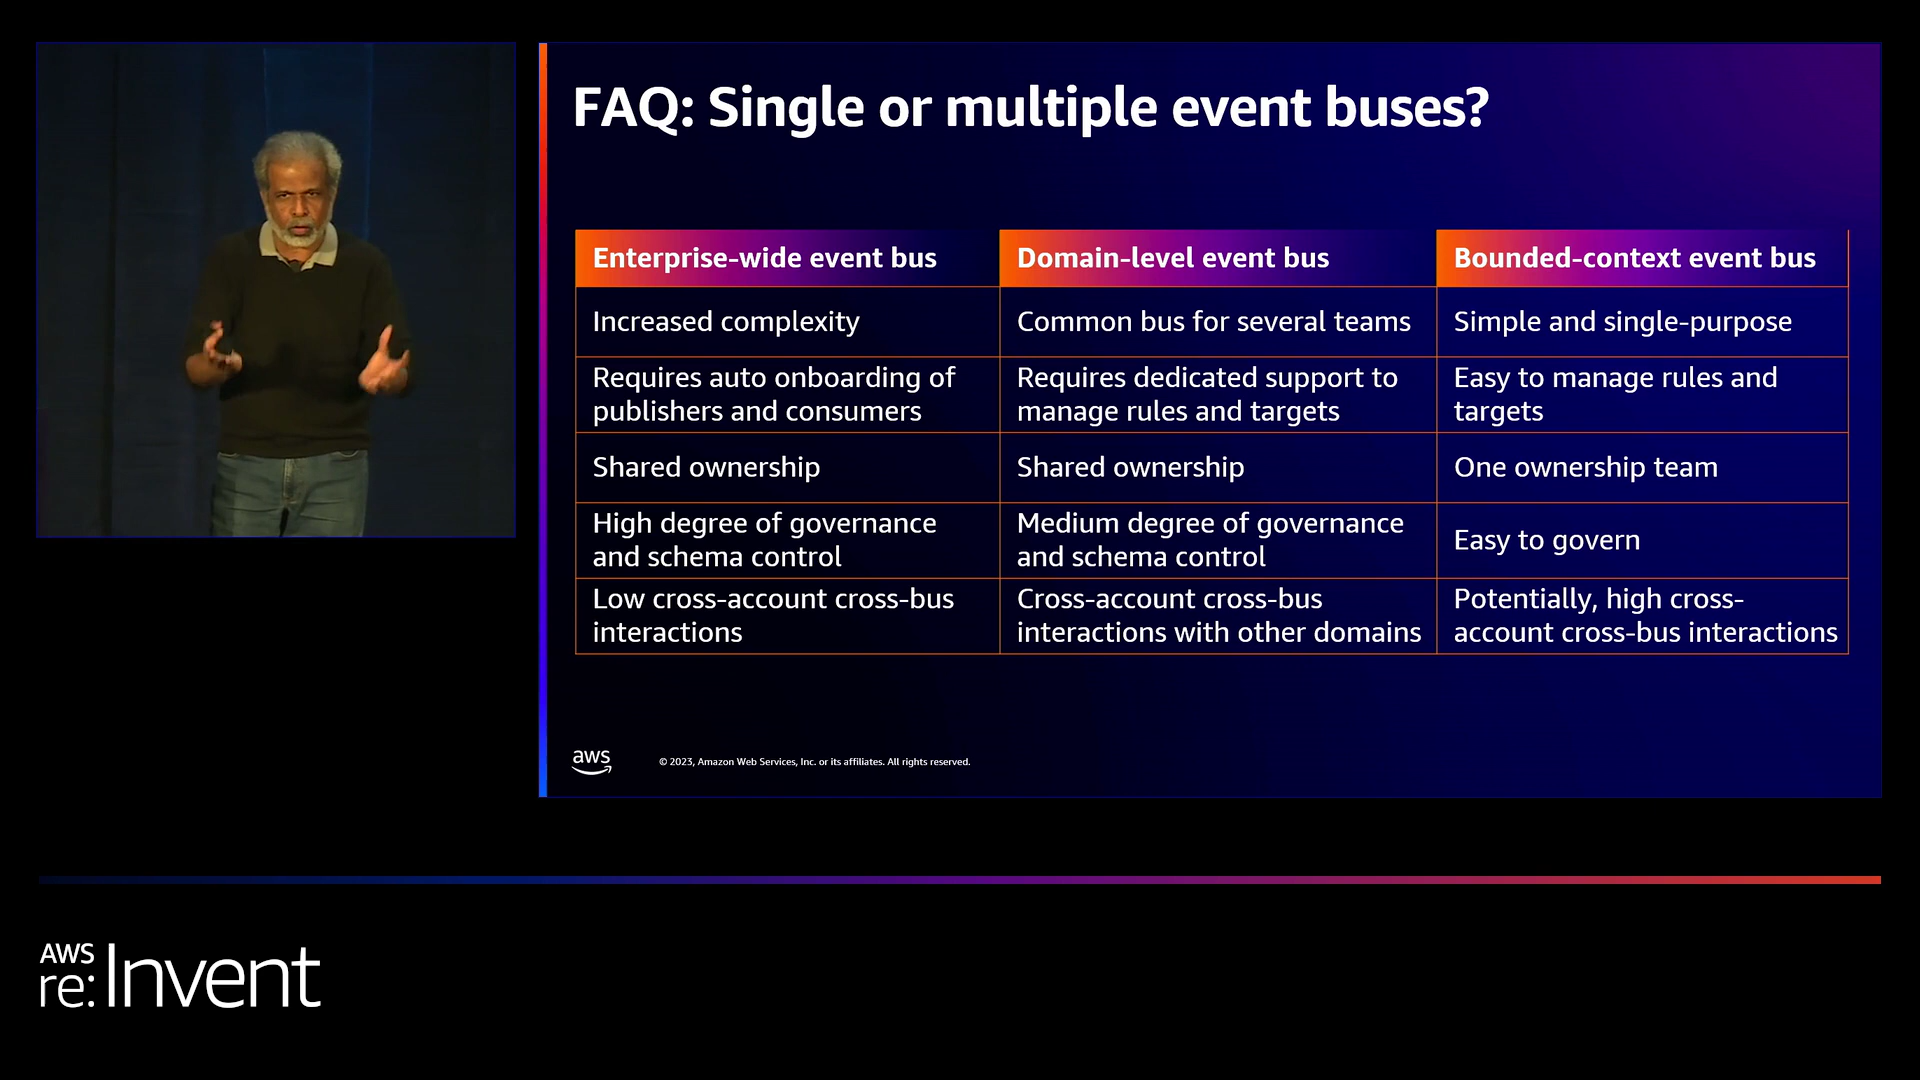 FAQ: Single or multiple event buses?
Enterprise-wide event bus
Domain-level event bus
Bounded-context event bus
Increased complexity
Common bus for several teams
Simple and single-purpose
Requires auto onboarding of
publishers and consumers
Requires dedicated support to
manage rules and targets
Easy to manage rules and
targets
Shared ownership
Shared ownership
One ownership team
High degree of governance
and schema control
Medium degree of governance
and schema control
Easy to govern
Low cross-account cross-bus
interactions
Cross-account cross-bus
interactions with other domains
Potentially, high cross-
account cross-bus interactions
aws
© 2023, Amazon Web Services, Inc. or its affiliates. All rights reserved.
AWS
re:Invent